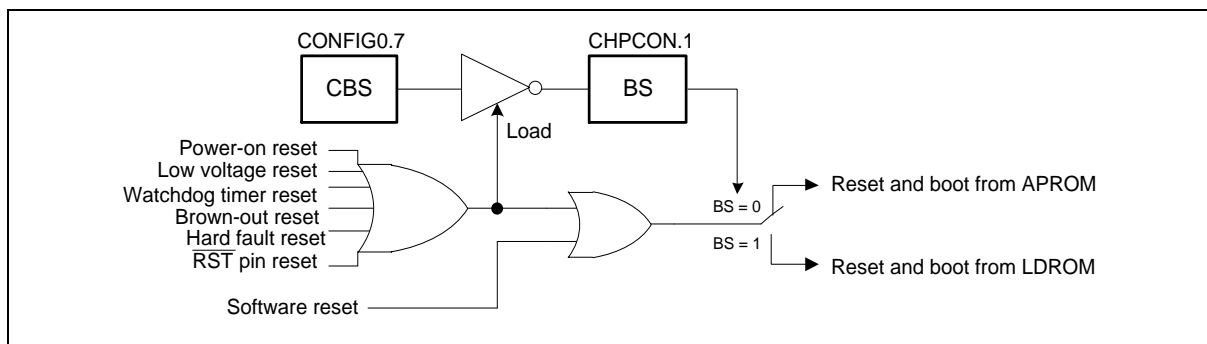 CONFIG0.7
CHPCON.1
CBS
BS
Load
Power-on reset
Low voltage reset
Watchdog timer reset
Brown-out reset
Hard fault reset
RST pin reset
Software reset
BS = 0
BS = 1
Reset and boot from APROM
Reset and boot from LDROM